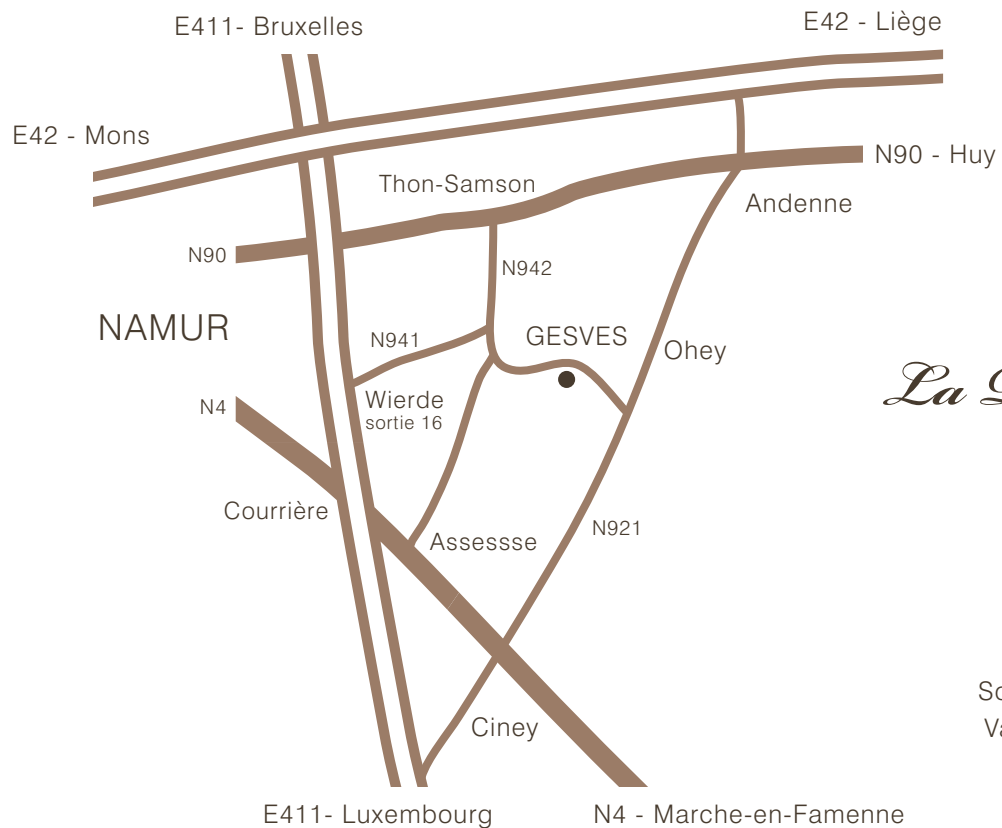 E42 - Liège
E411- Bruxelles
E42 - Mons
N90 - Huy
Thon-Samson
Andenne
N90
N942
NAMUR
N941
GESVES
Ohey
Wierde
sortie 16
N4
La
Courrière
N921
Assessse
Ciney
E411- Luxembourg
N4 - Marche-en-Famenne